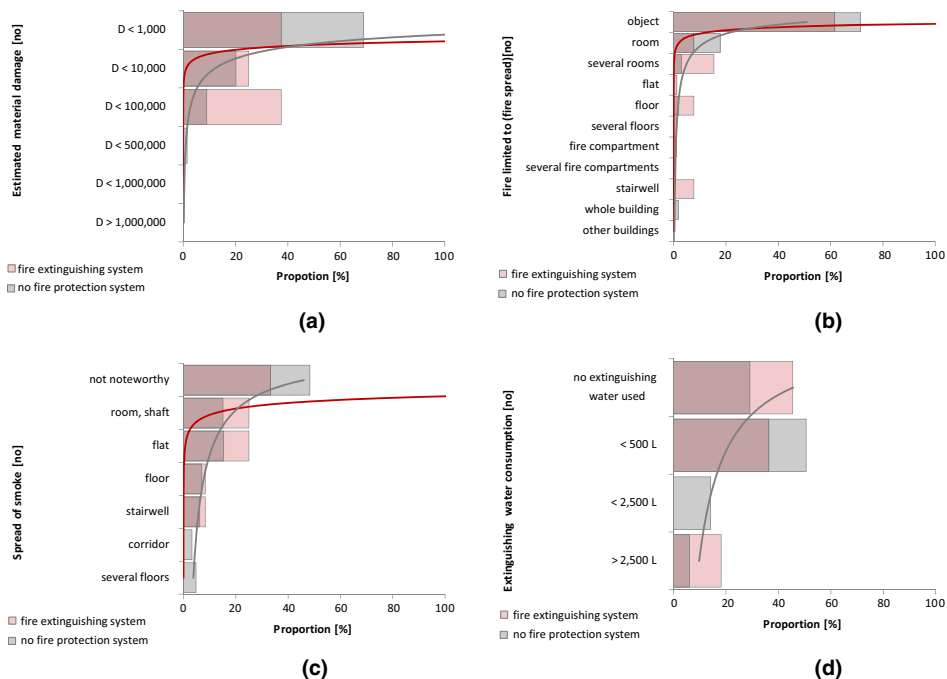 Estimated material damage [no]
D < 1,000
D < 10,000
D < 100,000
D < 500,000
D < 1,000,000
D > 1,000,000
0 20 40 60 80 100
Propotion [%]
fire extinguishing system
no fire protection system
(a)
Fire limited to (fire spread)[no]
object
room
several rooms
flat
floor
several floors
fire compartment
several fire compartments
stairwell
whole building
other buildings
0 20 40 60 80 100
Proportion [%]
fire extinguishing system
no fire protection system
(b)
Spread of smoke [no]
not noteworthy
room, shaft
flat
floor
stairwell
corridor
several floors
0 20 40 60 80 100
Proportion [%]
fire extinguishing system
no fire protection system
(c)
Extinguishing water consumption [no]
no extinguishing
water used
< 500 L
< 2,500 L
> 2,500 L
0 20 40 60 80 100
Proportion [%]
fire extinguishing system
no fire protection system
(d)